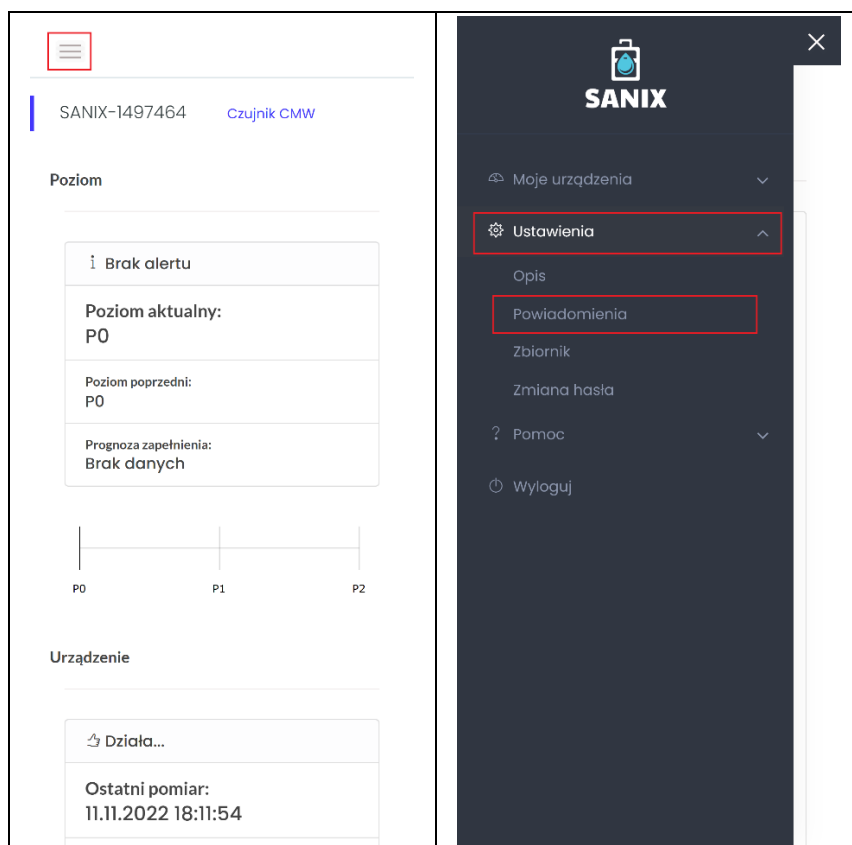 SANIX-1497464 Czujnik CMW
Poziom
Brak alertu
Poziom aktualny:
P0
Poziom poprzedni:
P0
Prognoza zapełnienia:
Brak danych
P0 P1 P2
Urządzenie
Działa...
Ostatni pomiar:
11.11.2022 18:11:54
SANIX
Moje urządzenia
Ustawienia
Opis
Powiadomienia
Zbiornik
Zmiana hasła
? Pomoc
Wyloguj